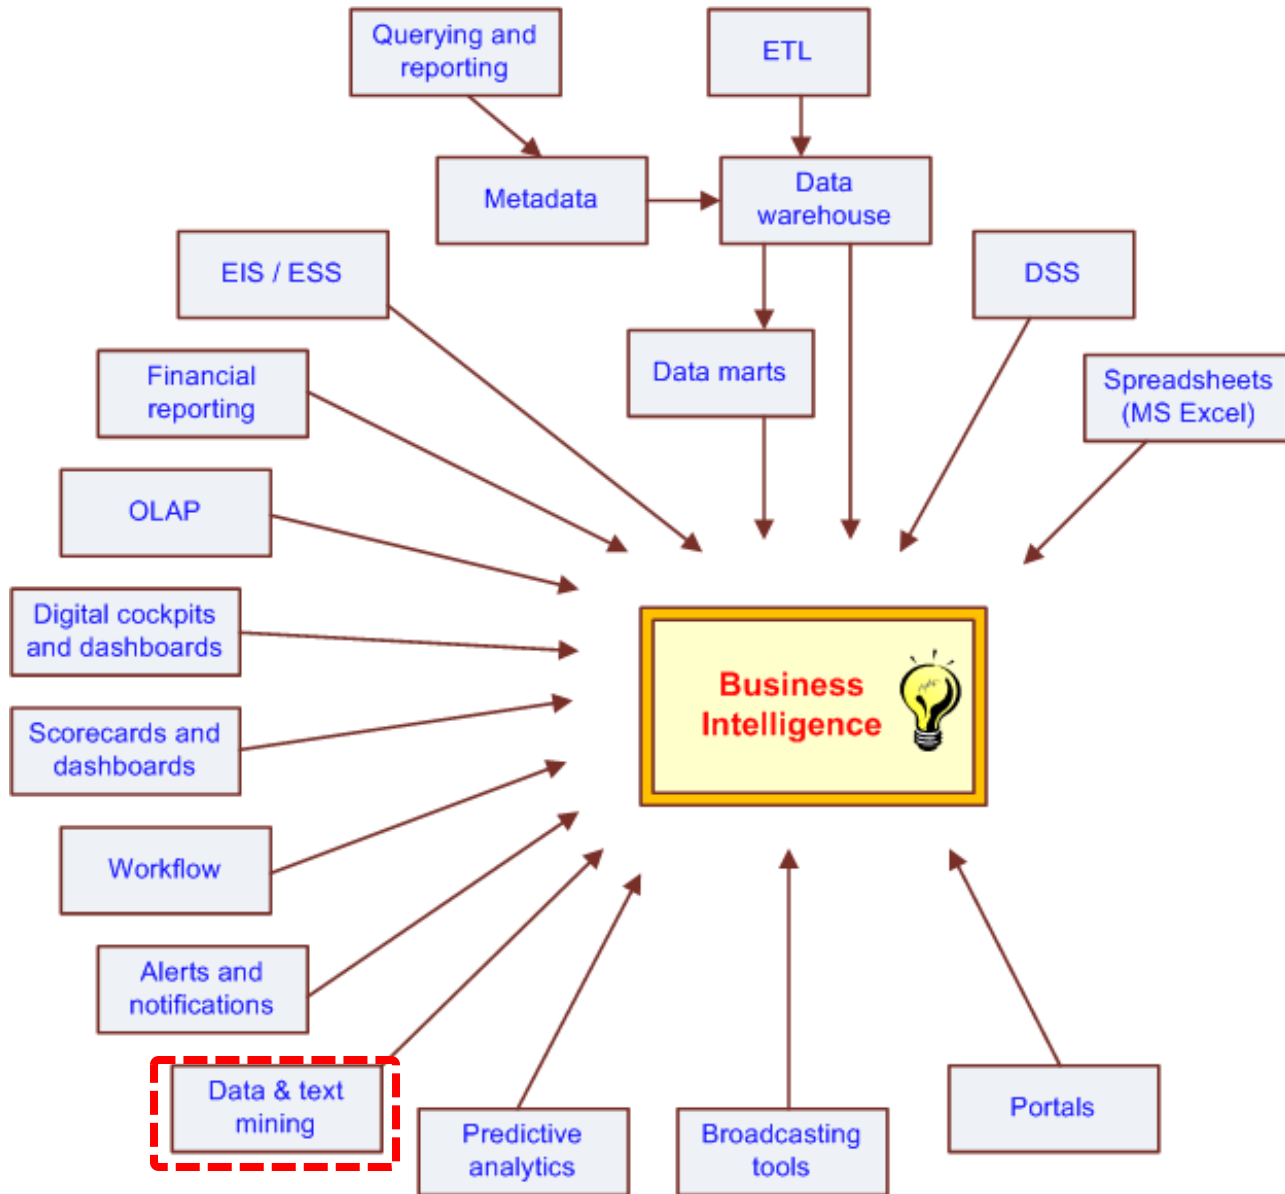 Querying and
reporting
ETL
Metadata
Data
warehouse
EIS / ESS
DSS
Financial
reporting
Data marts
Spreadsheets
(MS Excel)
OLAP
Digital cockpits
and dashboards
Business
Intelligence
Scorecards and
dashboards
Workflow
Alerts and
notifications
Data & text
mining
Predictive
analytics
Broadcasting
tools
Portals